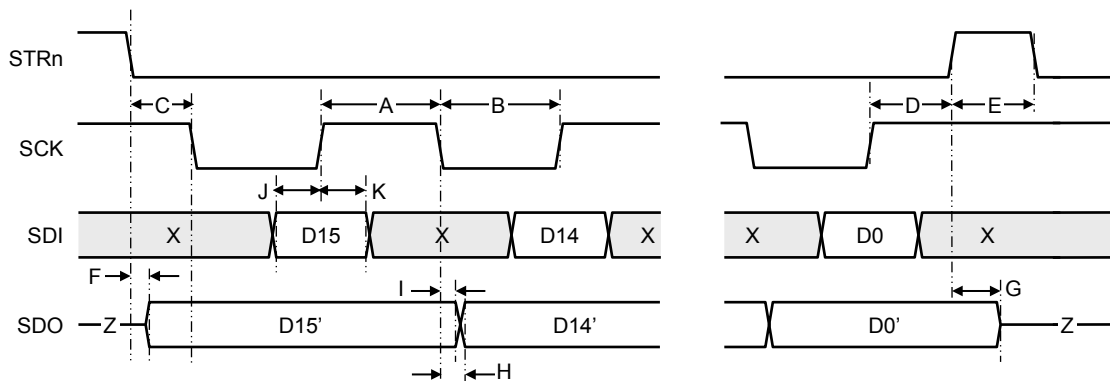 STRn
C A B D E
SCK
J K
SDI X D15 X D14 X X D0 X
F I G
SDO Z D15' D14' D0' Z
H